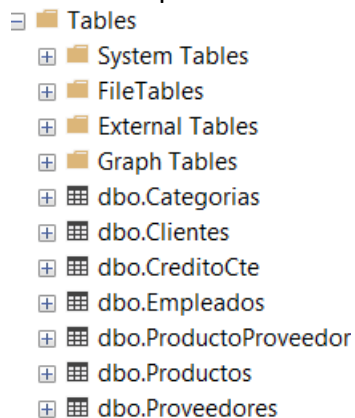 Tables
System Tables
FileTables
External Tables
Graph Tables
dbo.Categorias
dbo.Clientes
dbo.CreditoCte
dbo.Empleados
dbo.ProductoProveedor
dbo.Productos
dbo.Proveedores